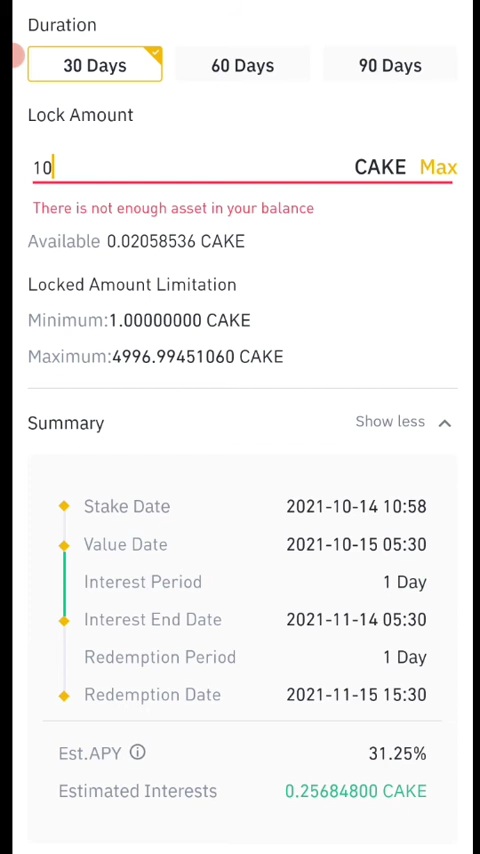 Duration
30 Days 60 Days 90 Days
Lock Amount
10 CAKE Max
There is not enough asset in your balance
Available 0.02058536 CAKE
Locked Amount Limitation
Minimum:1.00000000 CAKE
Maximum:4996.99451060 CAKE
Summary Show less
Stake Date 2021-10-14 10:58
Value Date 2021-10-15 05:30
Interest Period 1 Day
Interest End Date 2021-11-14 05:30
Redemption Period 1 Day
Redemption Date 2021-11-15 15:30
Est.APY 31.25%
Estimated Interests 0.25684800 CAKE